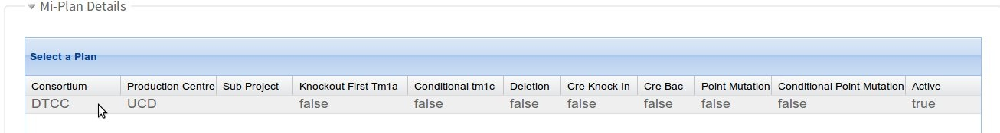 Mi-Plan Details
Select a Plan
Consortium Production Centre Sub Project Knockout First Tm1a Conditional tm1c Deletion Cre Knock In Cre Bac Point Mutation Conditional Point Mutation Active
DTCC UCD false false false false false false false true